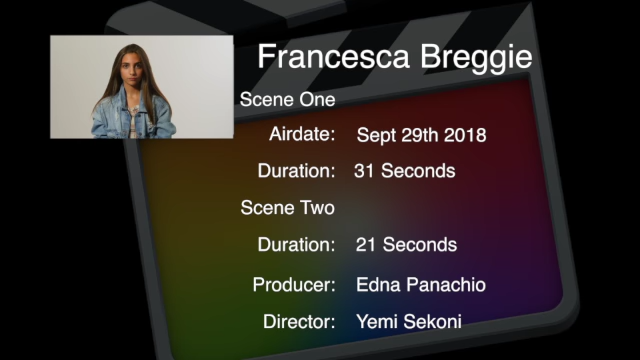 Francesca Breggie
Scene One
Airdate: Sept 29th 2018
Duration: 31 Seconds
Scene Two
Duration: 21 Seconds
Producer: Edna Panachio
Director: Yemi Sekoni